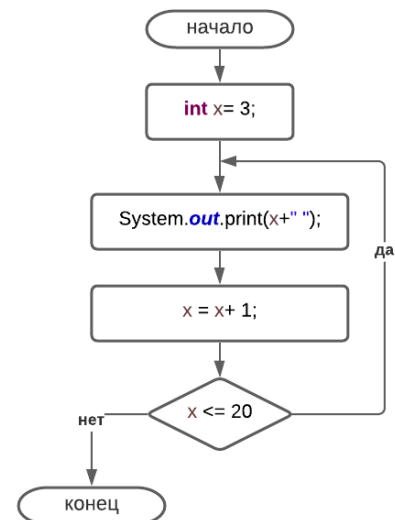 начало
int x= 3;
System.out.print(x+" ");
да
x = x+ 1;
x <= 20
нет
конец